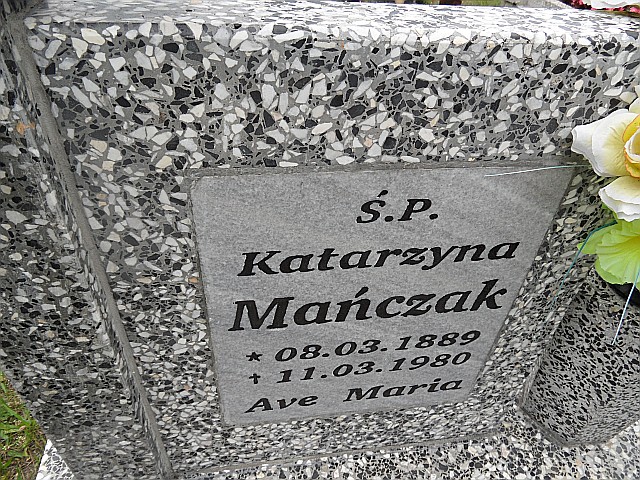 Ś.P.
Katarzyna
Mańczak
* 08.03.1889
+ 11.03.1980
Ave Maria